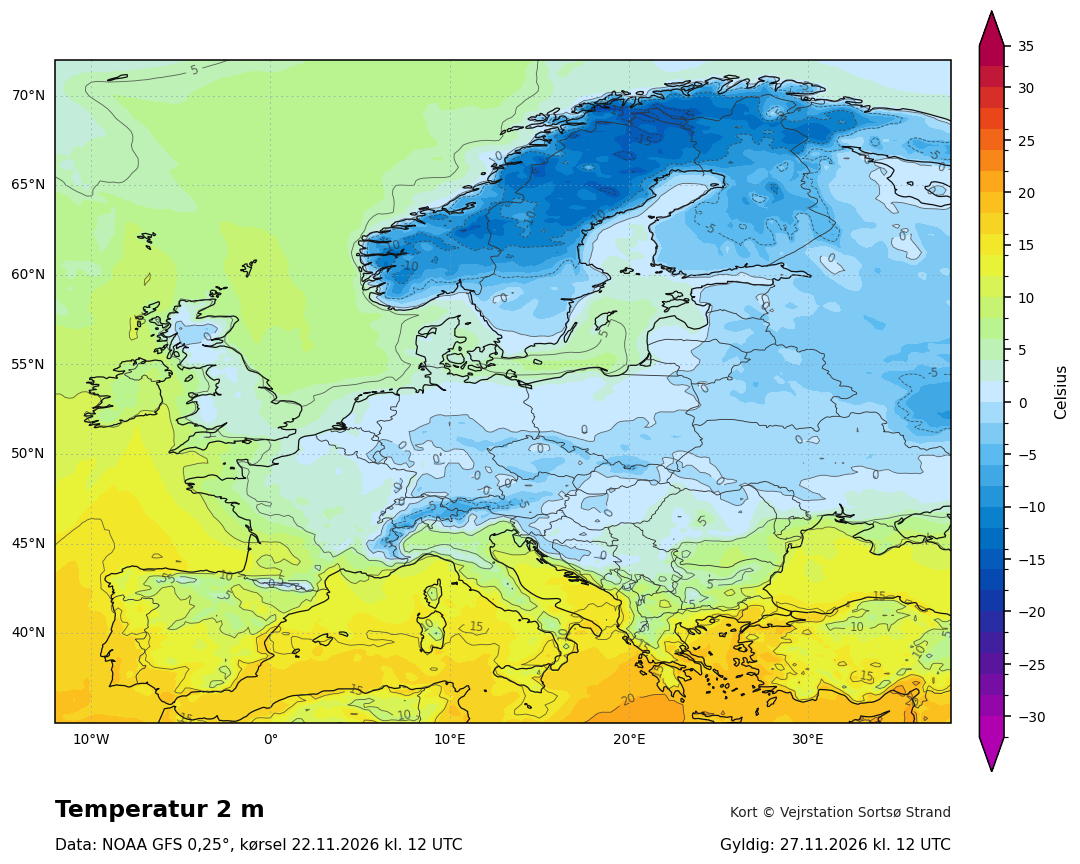 35
30
25
20
15
10
5
0
−5
−10
−15
−20
−25
−30
Celsius
70°N
65°N
60°N
55°N
50°N
45°N
40°N
10°W
0°
10°E
20°E
30°E
Temperatur 2 m
Kort © Vejrstation Sortsø Strand
Data: NOAA GFS 0,25°, kørsel 22.11.2026 kl. 12 UTC
Gyldig: 27.11.2026 kl. 12 UTC